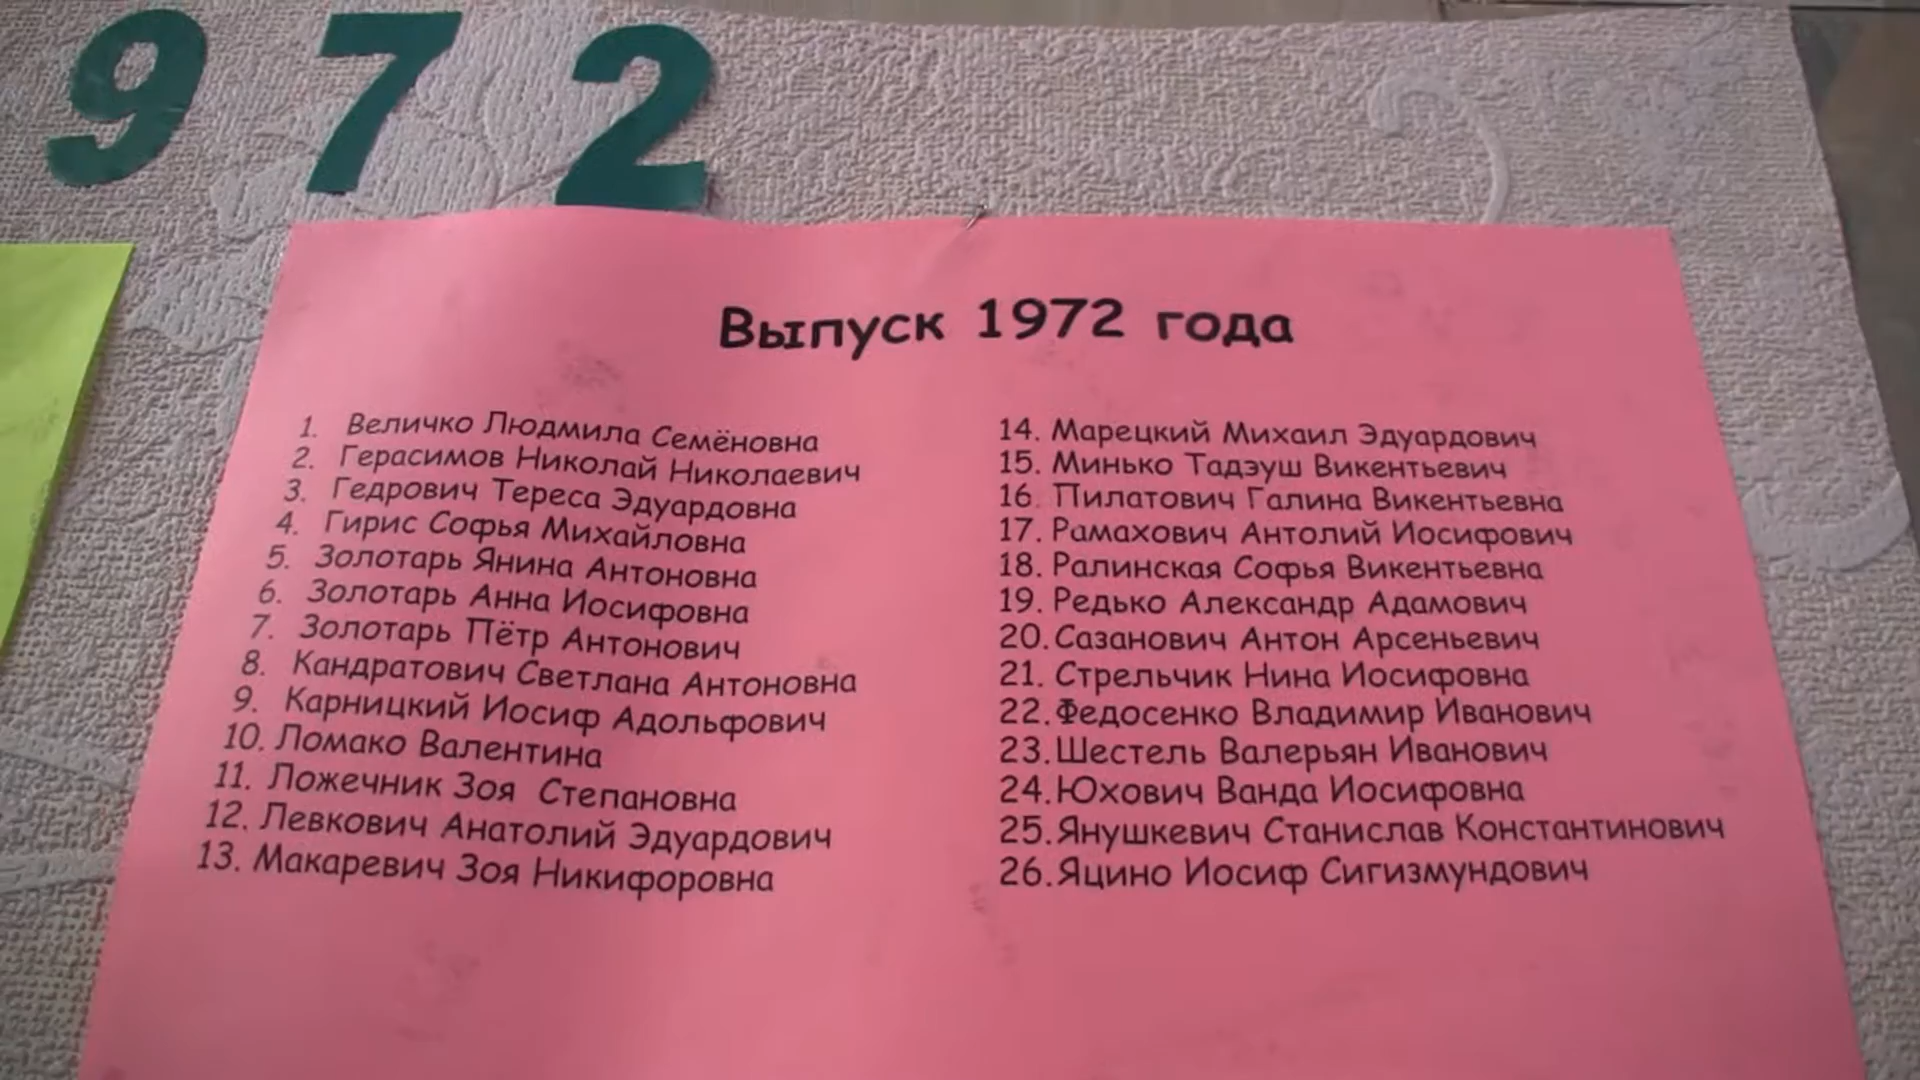 972
Выпуск 1972 года
1. Величко Людмила Семёновна
2. Герасимов Николай Николаевич
3. Гедрович Тереса Эдуардовна
4. Гирис Софья Михайловна
5. Золотарь Янина Антоновна
6. Золотарь Анна Иосифовна
7. Золотарь Пётр Антонович
8. Кандратович Светлана Антоновна
9. Карницкий Иосиф Адольфович
10. Ломако Валентина
11. Ложечник Зоя Степановна
12. Левкович Анатолий Эдуардович
13. Макаревич Зоя Никифоровна
14. Марецкий Михаил Эдуардович
15. Минько Тадэуш Викентьевич
16. Пилатович Галина Викентьевна
17. Рамахович Антолий Иосифович
18. Ралинская Софья Викентьевна
19. Редько Александр Адамович
20. Сазанович Антон Арсеньевич
21. Стрельчик Нина Иосифовна
22. Федосенко Владимир Иванович
23. Шестель Валерьян Иванович
24. Юхович Ванда Иосифовна
25. Янушкевич Станислав Константинович
26. Яцино Иосиф Сигизмундович